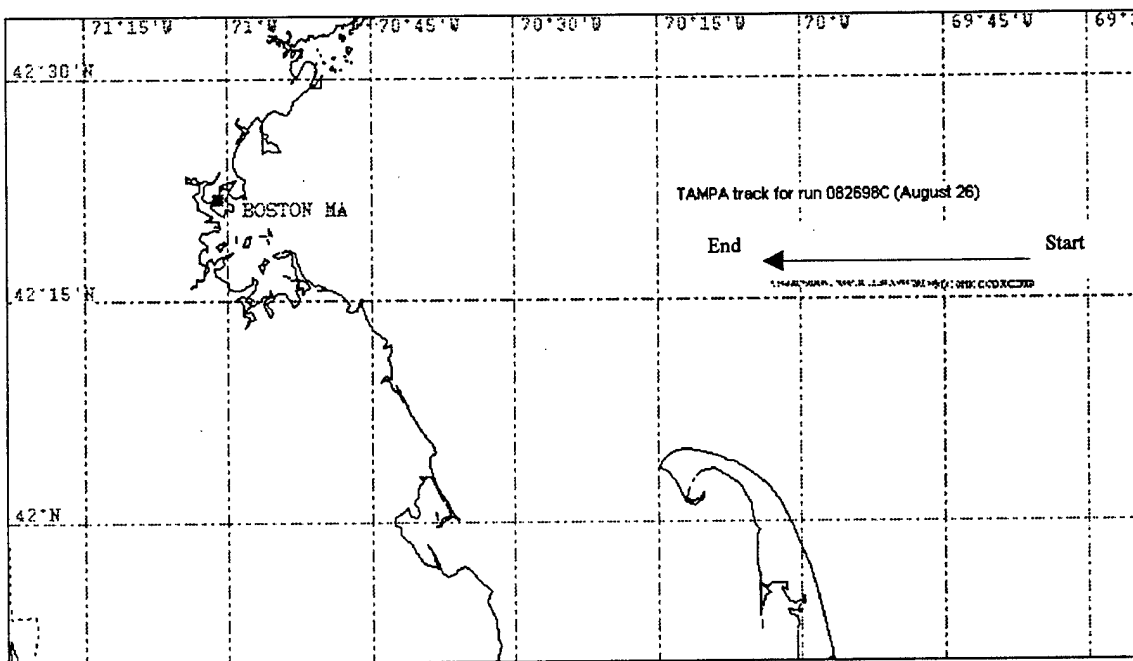 71°15'W 71°W 70°45'W 70°30'W 70°15'W 70°W 69°45'W
42°30'N
TAMPA track for run 082698C (August 26)
BOSTON MA
End Start
42°15'N
42°N